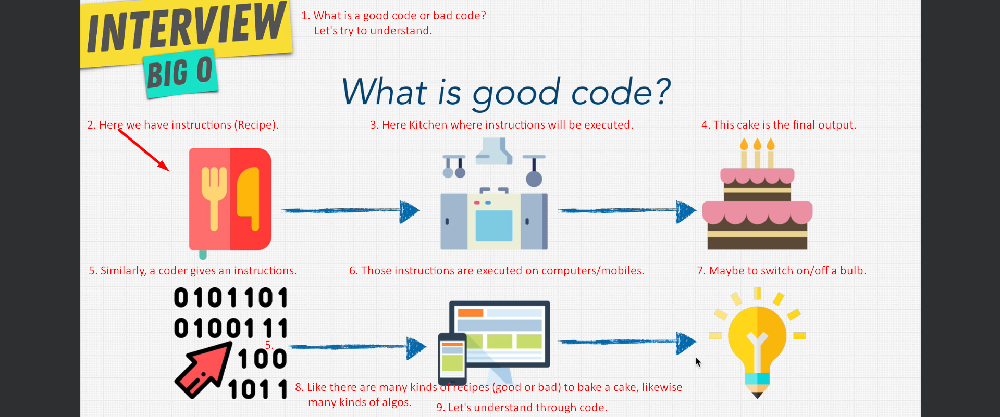 INTERVIEW
BIG O
1. What is a good code or bad code?
Let's try to understand.
What is good code?
2. Here we have instructions (Recipe).
3. Here Kitchen where instructions will be executed.
4. This cake is the final output.
5. Similarly, a coder gives an instructions.
6. Those instructions are executed on computers/mobiles.
7. Maybe to switch on/off a bulb.
0101101
0100111
5.
100
1011
8. Like there are many kinds of recipes (good or bad) to bake a cake, likewise
many kinds of algos.
9. Let's understand through code.